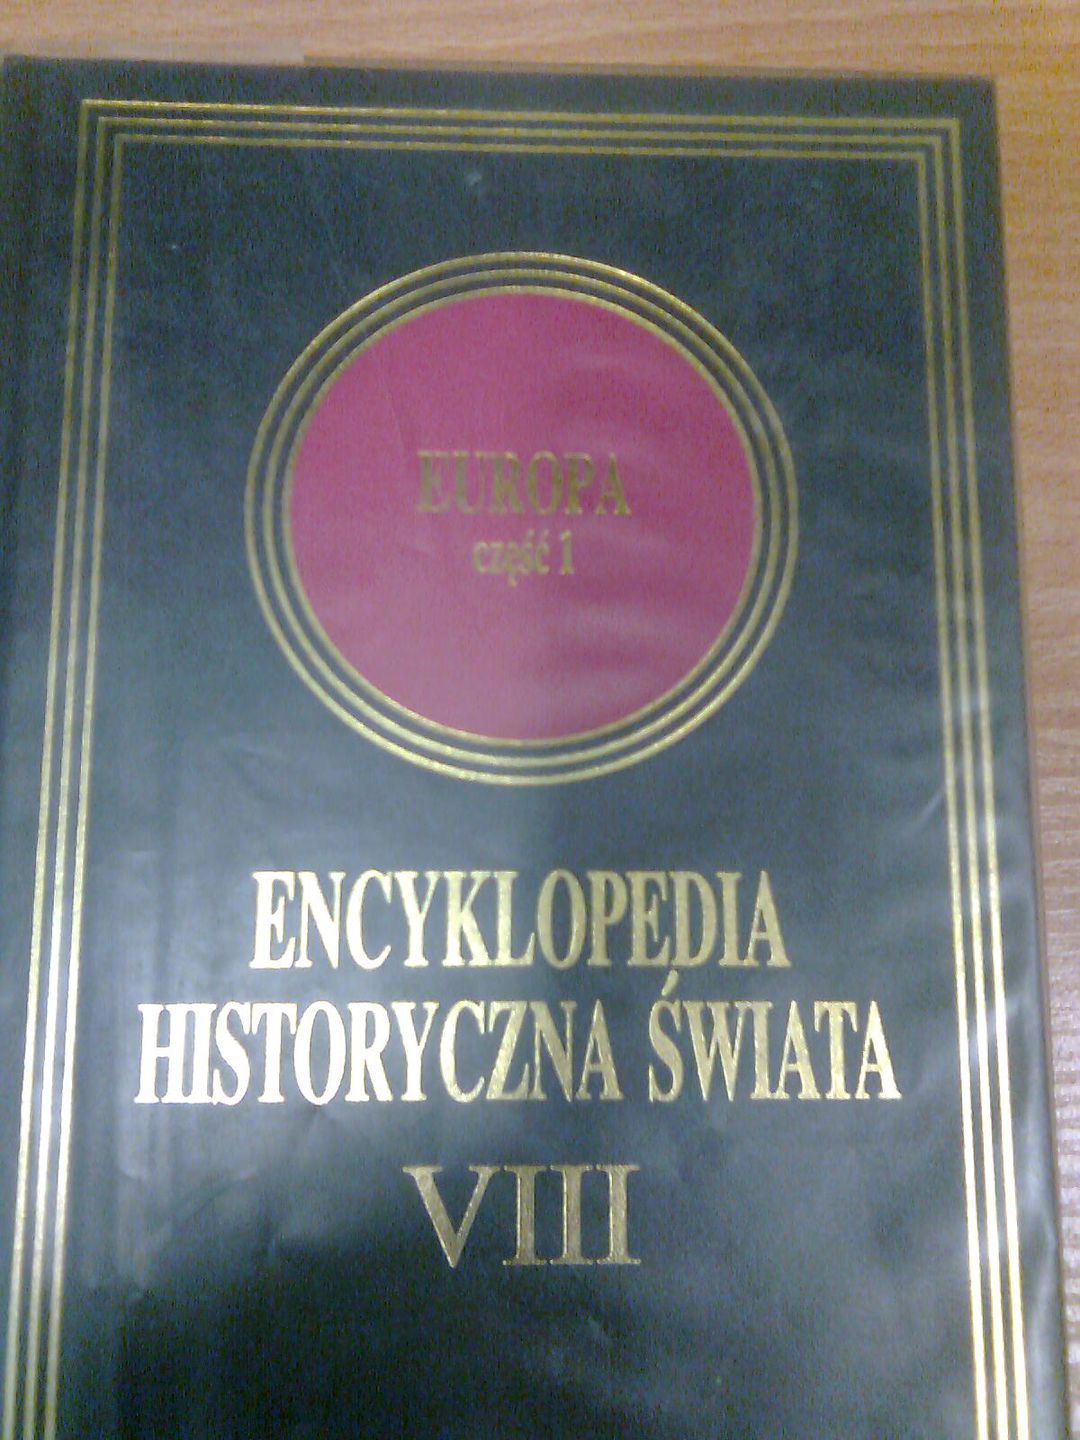 EUROPA
część 1
ENCYKLOPEDIA
HISTORYCZNA ŚWIATA
VIII